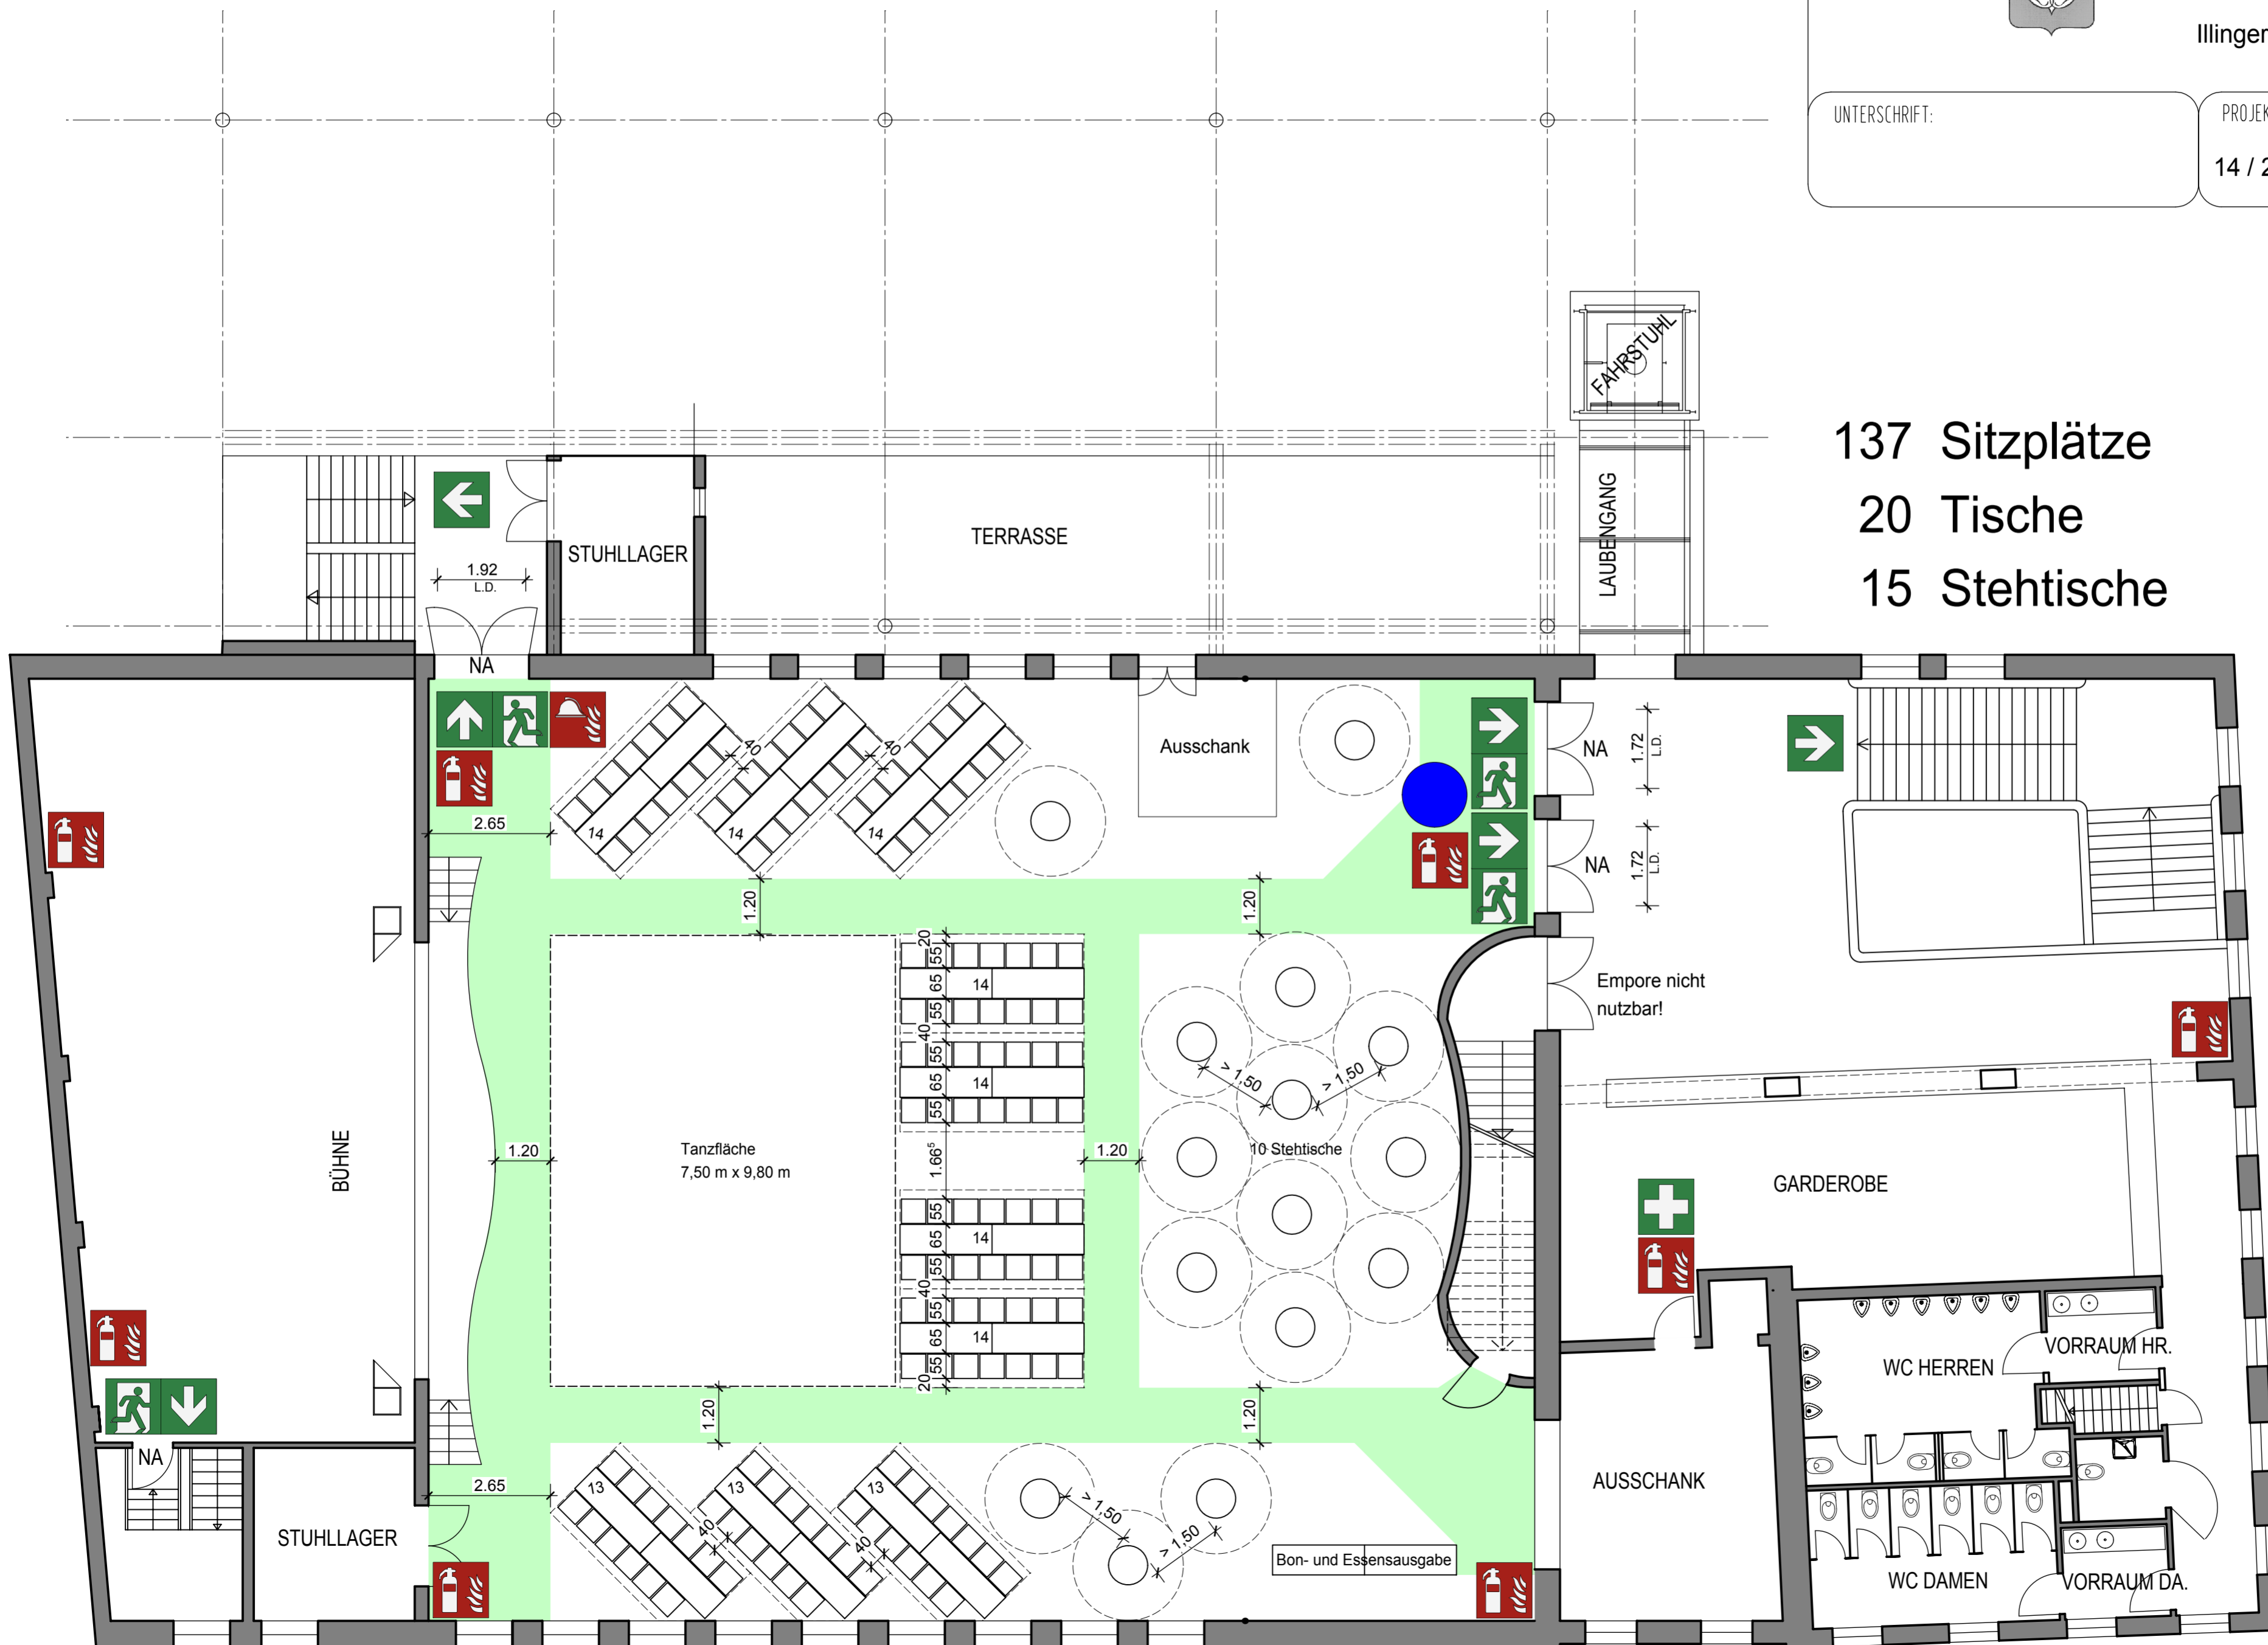 Illinger
UNTERSCHRIFT:
PROJEK
14 / 2
FAHRSTUHL
137 Sitzplätze
20 Tische
15 Stehtische
LAUBENGANG
TERRASSE
STUHLLAGER
1.92
L.D.
NA
40
40
Ausschank
14
14
14
2.65
NA
1.72
L.D.
NA
1.72
L.D.
1.20
1.20
20
55
65
14
55
40
55
65
14
55
1.66⁵
55
65
14
55
40
55
65
14
55
20
Empore nicht
nutzbar!
> 1,50
> 1,50
10 Stehtische
BÜHNE
1.20
Tanzfläche
7,50 m x 9,80 m
1.20
GARDEROBE
VORRAUM HR.
WC HERREN
1.20
1.20
NA
2.65
13
13
13
40
40
> 1,50
> 1,50
STUHLLAGER
AUSSCHANK
Bon- und Essensausgabe
WC DAMEN
VORRAUM DA.